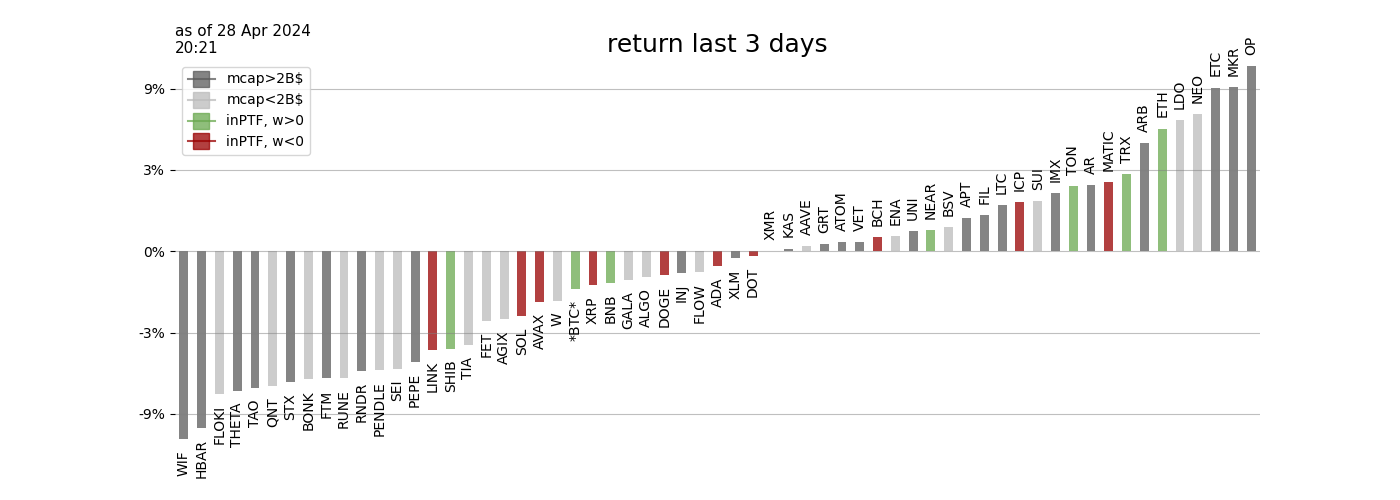 as of 28 Apr 2024
20:21
return last 3 days
mcap>2B$
mcap<2B$
inPTF, w>0
inPTF, w<0
9%
3%
0%
-3%
-9%
WIF
HBAR
FLOKI
THETA
TAO
QNT
STX
BONK
FTM
RUNE
RNDR
PENDLE
SEI
PEPE
LINK
SHIB
TIA
FET
AGIX
SOL
AVAX
W
*BTC*
XRP
BNB
GALA
ALGO
DOGE
INJ
FLOW
ADA
XLM
DOT
XMR
KAS
AAVE
GRT
ATOM
VET
BCH
ENA
UNI
NEAR
BSV
APT
FIL
LTC
ICP
SUI
IMX
TON
AR
MATIC
TRX
ARB
ETH
LDO
NEO
ETC
MKR
OP